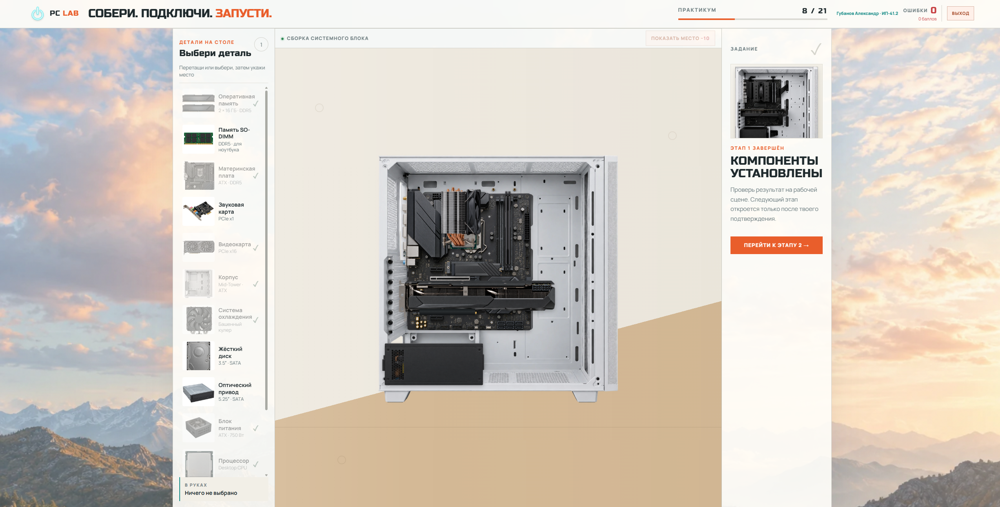 PC LAB
СОБЕРИ. ПОДКЛЮЧИ. ЗАПУСТИ.
ПРАКТИКУМ
8 / 21
Губанов Александр · ИП-41.2
ОШИБКИ 0
0 баллов
ВЫХОД
ДЕТАЛИ НА СТОЛЕ
Выбери деталь
1
Перетащи или выбери, затем укажи
место
Оперативная
память
2 × 16 ГБ · DDR5
Память SO-
DIMM
DDR5 · для
ноутбука
Материнская
плата
ATX · DDR5
Звуковая
карта
PCIe x1
Видеокарта
PCIe x16
Корпус
Mid-Tower ·
ATX
Система
охлаждения
Башенный
кулер
Жёсткий
диск
3.5″ · SATA
Оптический
привод
5.25″ · SATA
Блок
питания
ATX · 750 Вт
Процессор
Desktop CPU
В РУКАХ
Ничего не выбрано
СБОРКА СИСТЕМНОГО БЛОКА
ПОКАЗАТЬ МЕСТО −10
ЗАДАНИЕ
ЭТАП 1 ЗАВЕРШЁН
КОМПОНЕНТЫ
УСТАНОВЛЕНЫ
Проверь результат на рабочей
сцене. Следующий этап
откроется только после твоего
подтверждения.
ПЕРЕЙТИ К ЭТАПУ 2 →